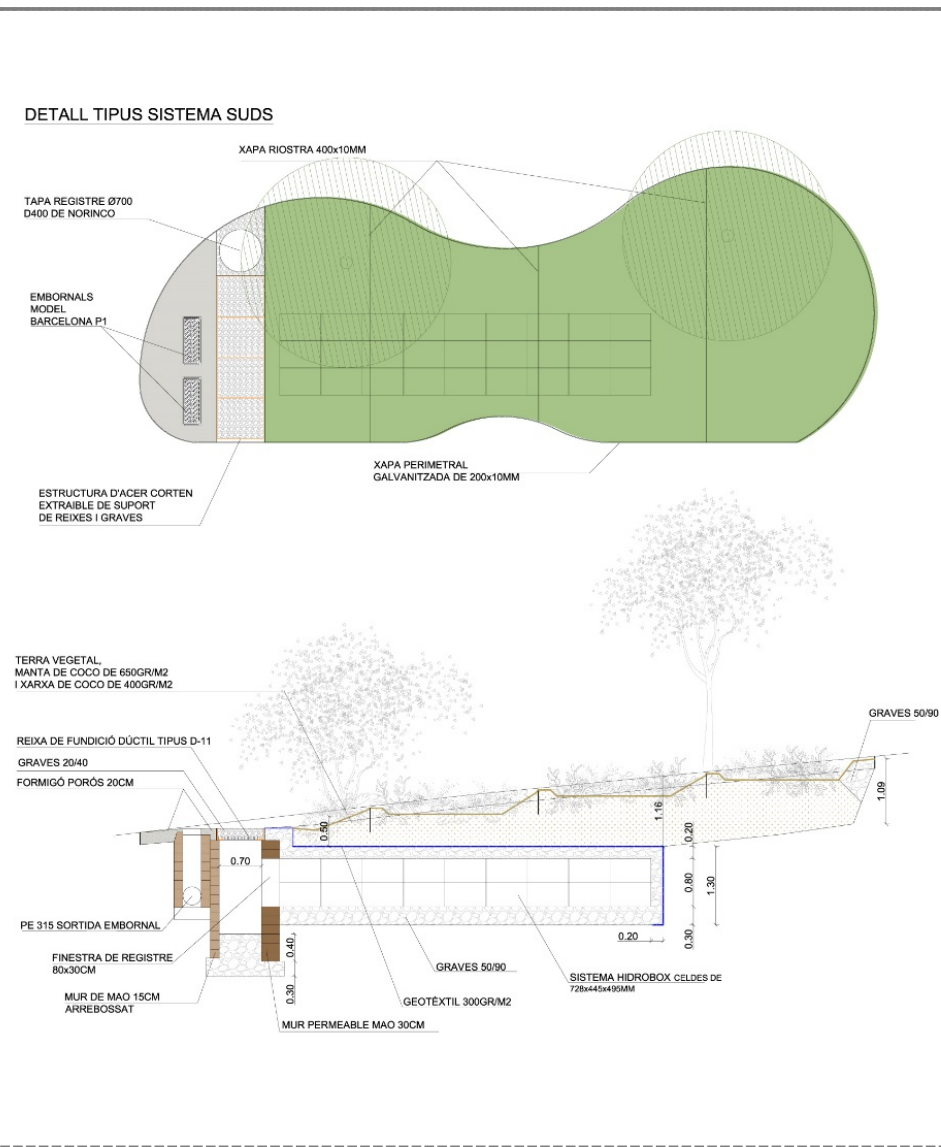 DETALL TIPUS SISTEMA SUDS
XAPA RIOSTRA 400x10MM
TAPA REGISTRE Ø700
D400 DE NORINCO
EMBORNALS
MODEL
BARCELONA P1
XAPA PERIMETRAL
GALVANITZADA DE 200x10MM
ESTRUCTURA D'ACER CORTEN
EXTRAIBLE DE SUPORT
DE REIXES I GRAVES
TERRA VEGETAL,
MANTA DE COCO DE 650GR/M2
I XARXA DE COCO DE 400GR/M2
GRAVES 50/90
REIXA DE FUNDICIÓ DÚCTIL TIPUS D-11
GRAVES 20/40
FORMIGÓ PORÓS 20CM
1.09
1.16
0.50
0.20
0.70
0.80
1.30
PE 315 SORTIDA EMBORNAL
0.20
0.30
0.40
FINESTRA DE REGISTRE
80x30CM
GRAVES 50/90
SISTEMA HIDROBOX CELDES DE
728x445x495MM
0.30
MUR DE MAO 15CM
ARREBOSSAT
GEOTÈXTIL 300GR/M2
MUR PERMEABLE MAO 30CM